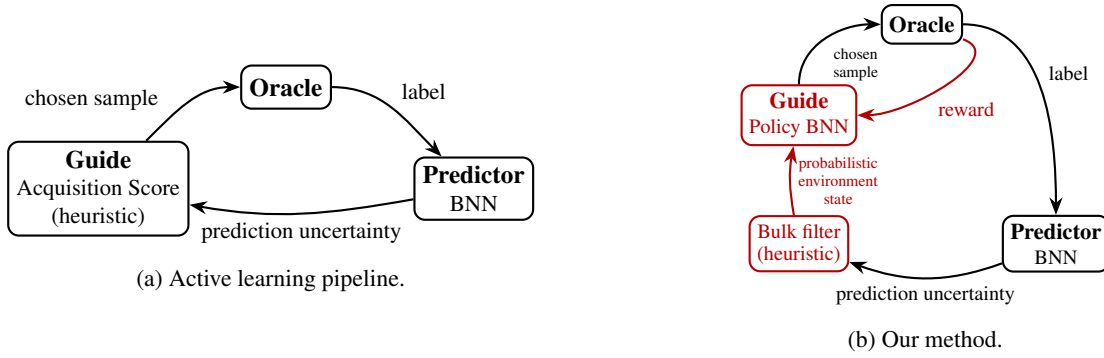 Oracle
chosen sample
label
Guide
Acquisition Score
(heuristic)
Predictor
BNN
prediction uncertainty
(a) Active learning pipeline.
Oracle
chosen
sample
label
Guide
Policy BNN
reward
probabilistic
environment
state
Bulk filter
(heuristic)
Predictor
BNN
prediction uncertainty
(b) Our method.